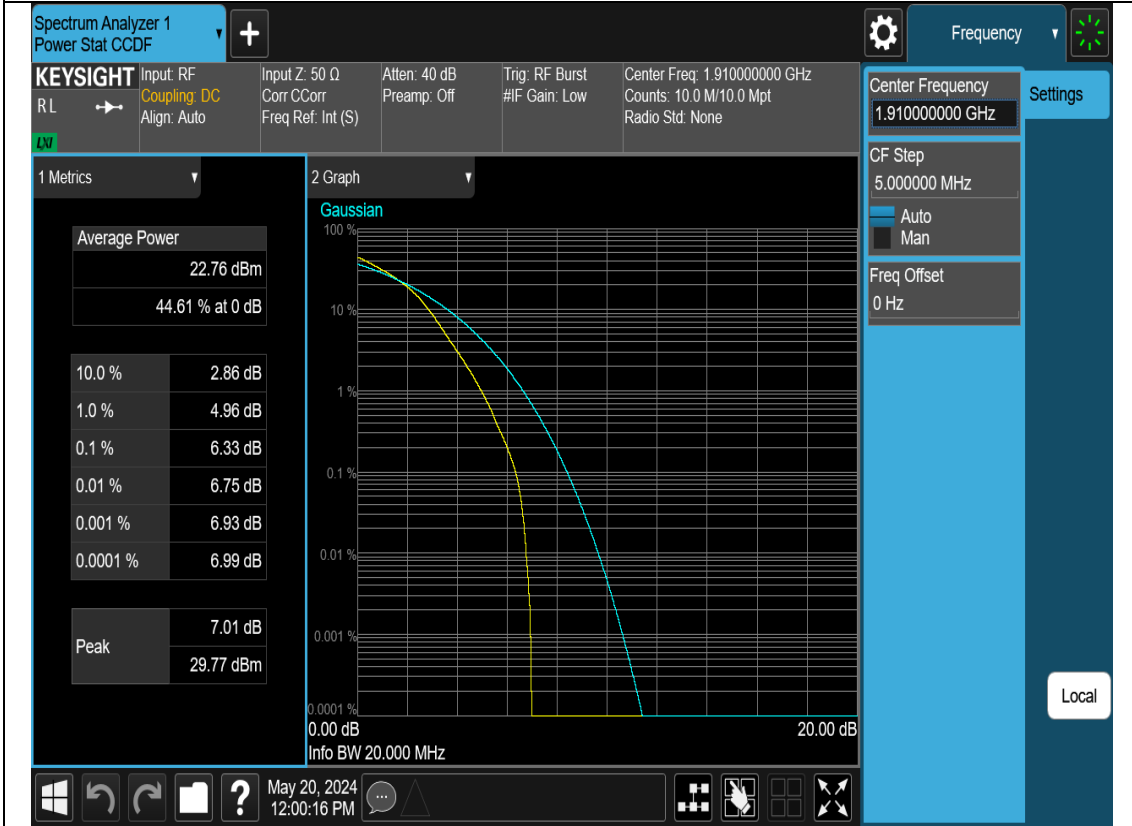 Spectrum Analyzer 1
Power Stat CCDF
Frequency
KEYSIGHT
RL
LXI
Input: RF
Coupling: DC
Align: Auto
Input Z: 50 Ω
Corr CCorr
Freq Ref: Int (S)
Atten: 40 dB
Preamp: Off
Trig: RF Burst
#IF Gain: Low
Center Freq: 1.910000000 GHz
Counts: 10.0 M/10.0 Mpt
Radio Std: None
Center Frequency
1.910000000 GHz
Settings
CF Step
5.000000 MHz
Auto
Man
Freq Offset
0 Hz
Local
1 Metrics
Average Power
22.76 dBm
44.61 % at 0 dB
10.0 % 2.86 dB
1.0 % 4.96 dB
0.1 % 6.33 dB
0.01 % 6.75 dB
0.001 % 6.93 dB
0.0001 % 6.99 dB
Peak
7.01 dB
29.77 dBm
2 Graph
Gaussian
100 %
10 %
1 %
0.1 %
0.01 %
0.001 %
0.0001 %
0.00 dB 20.00 dB
Info BW 20.000 MHz
?
May 20, 2024
12:00:16 PM